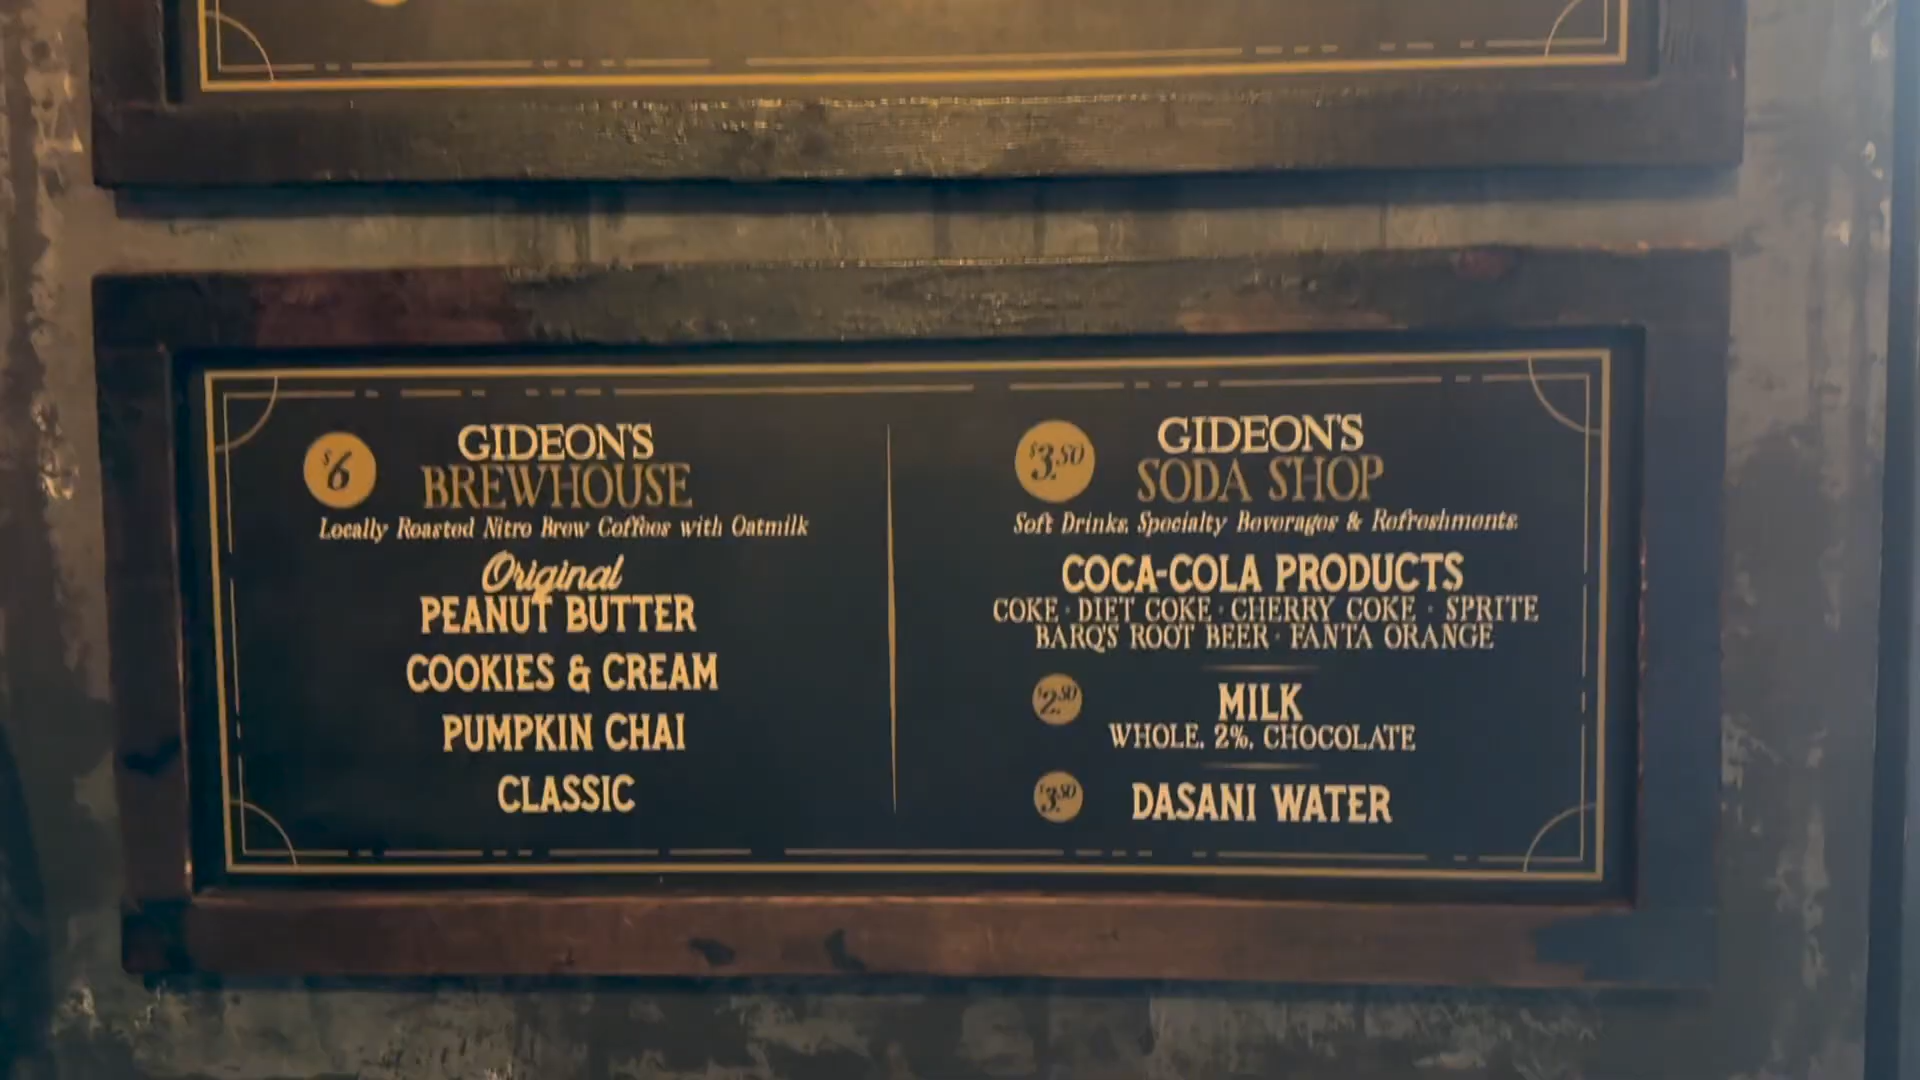 $6
GIDEON'S
BREWHOUSE
Locally Roasted Nitro Brew Coffees with Oatmilk
Original
PEANUT BUTTER
COOKIES & CREAM
PUMPKIN CHAI
CLASSIC
$3.50
GIDEON'S
SODA SHOP
Soft Drinks, Specialty Beverages & Refreshments.
COCA-COLA PRODUCTS
COKE · DIET COKE · CHERRY COKE · SPRITE
BARQ'S ROOT BEER · FANTA ORANGE
$2.50
MILK
WHOLE, 2%, CHOCOLATE
$3.50
DASANI WATER